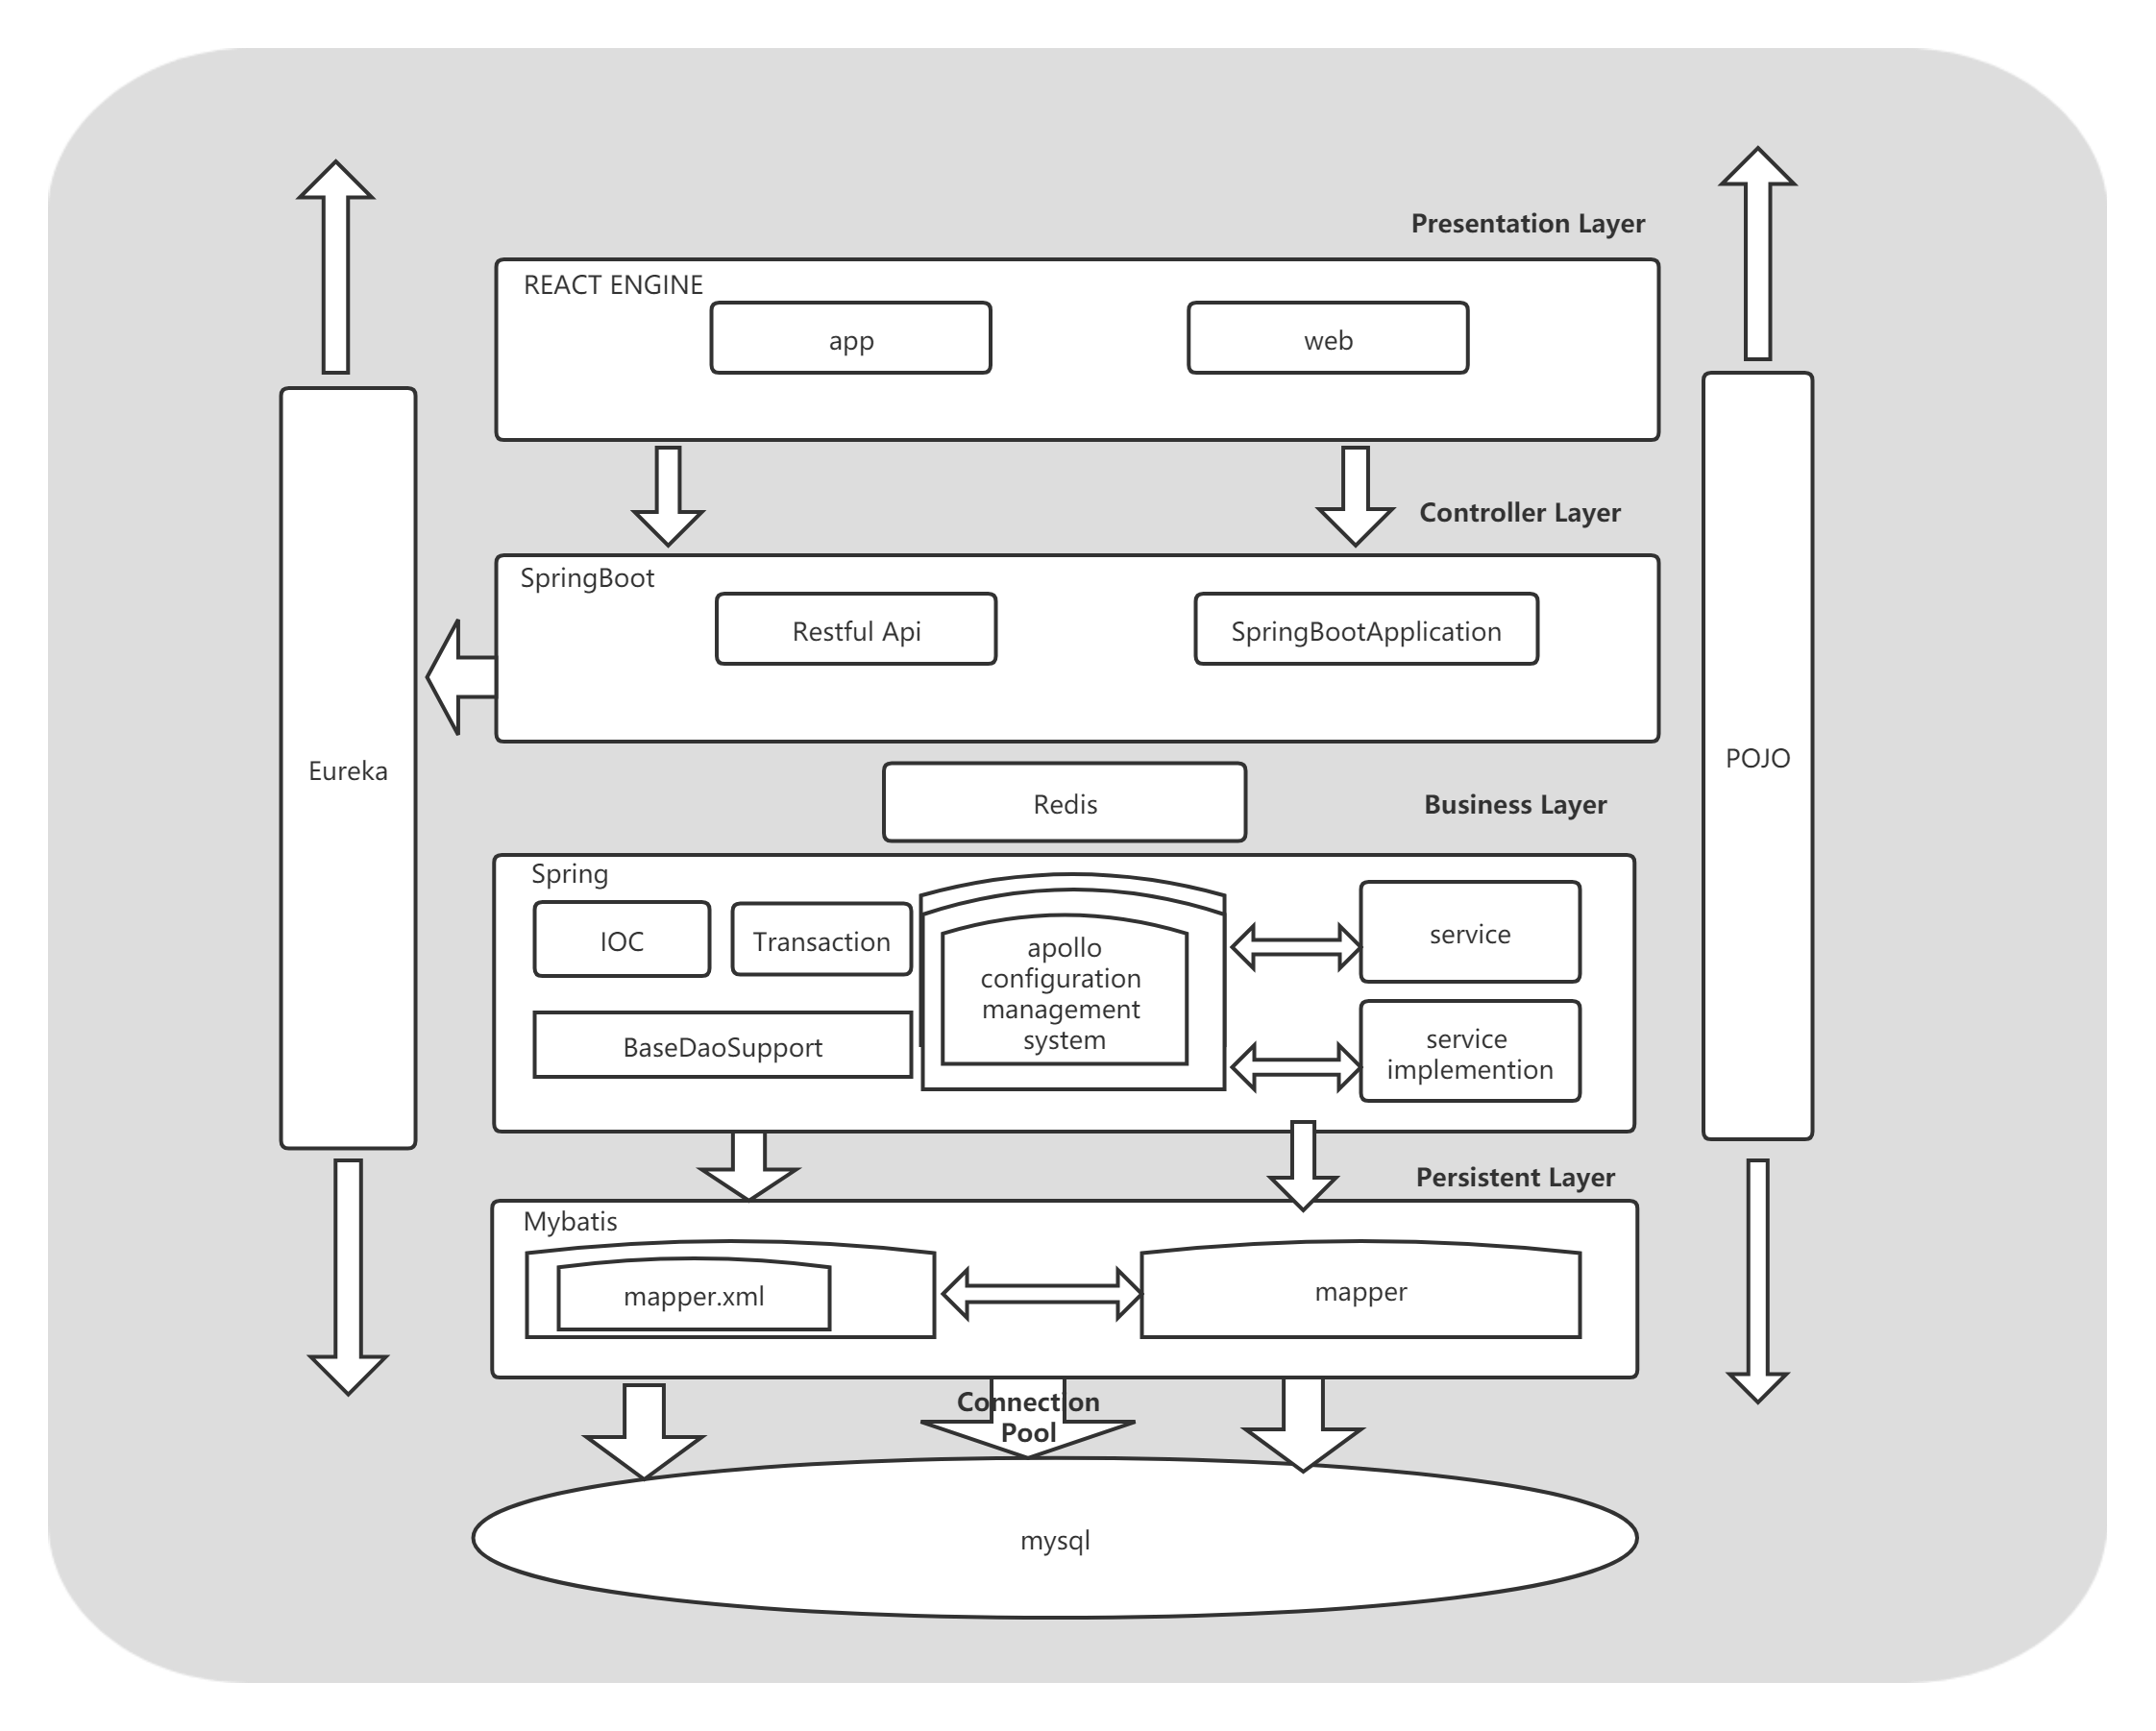 Presentation Layer
REACT ENGINE
app
web
Controller Layer
SpringBoot
Restful Api
SpringBootApplication
Eureka
POJO
Redis
Business Layer
Spring
IOC
Transaction
BaseDaoSupport
apollo
configuration
management
system
service
service
implemention
Persistent Layer
Mybatis
mapper.xml
mapper
Connection
Pool
mysql